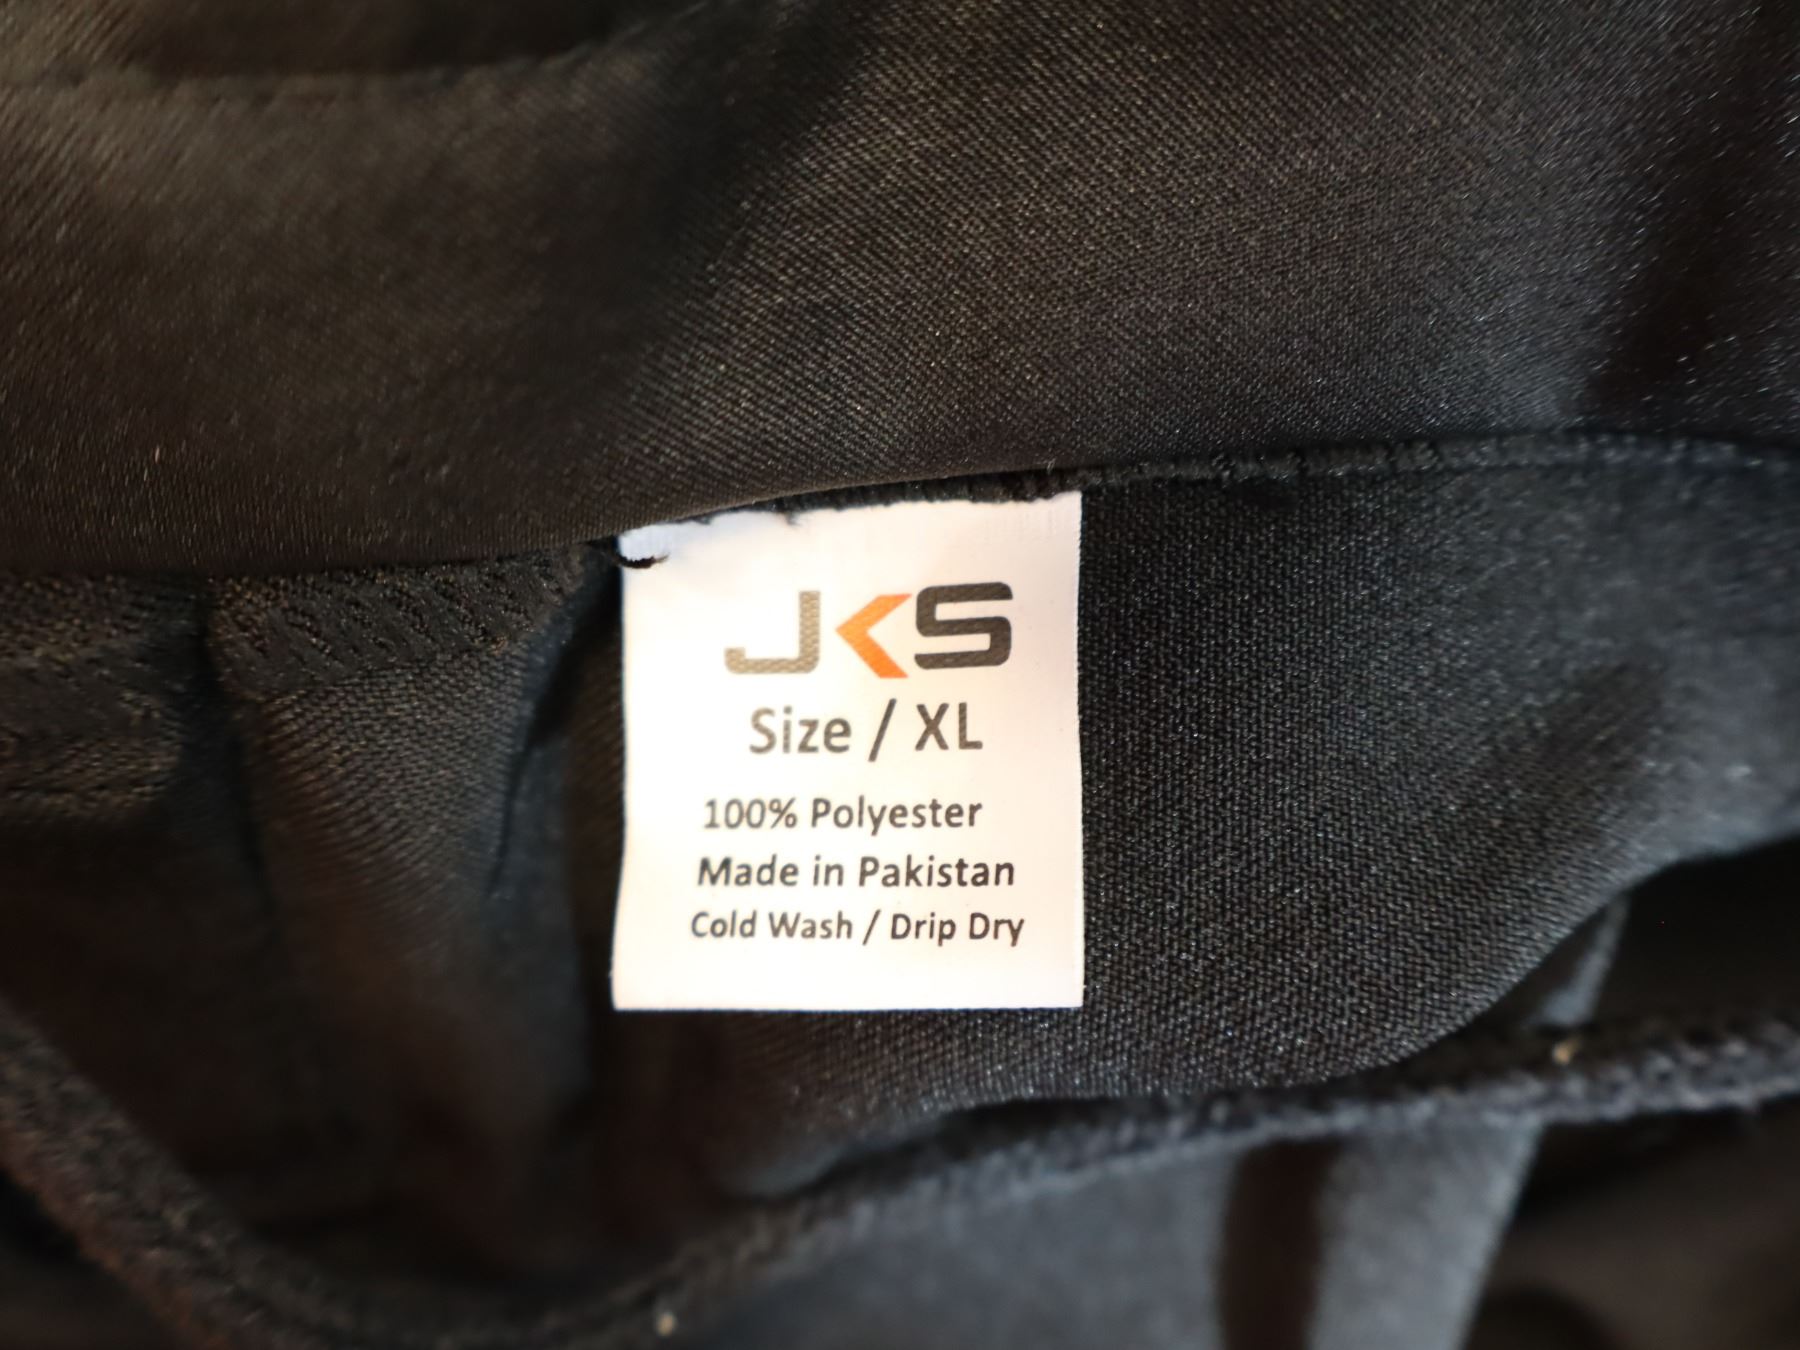 JKS
Size / XL
100% Polyester
Made in Pakistan
Cold Wash / Drip Dry